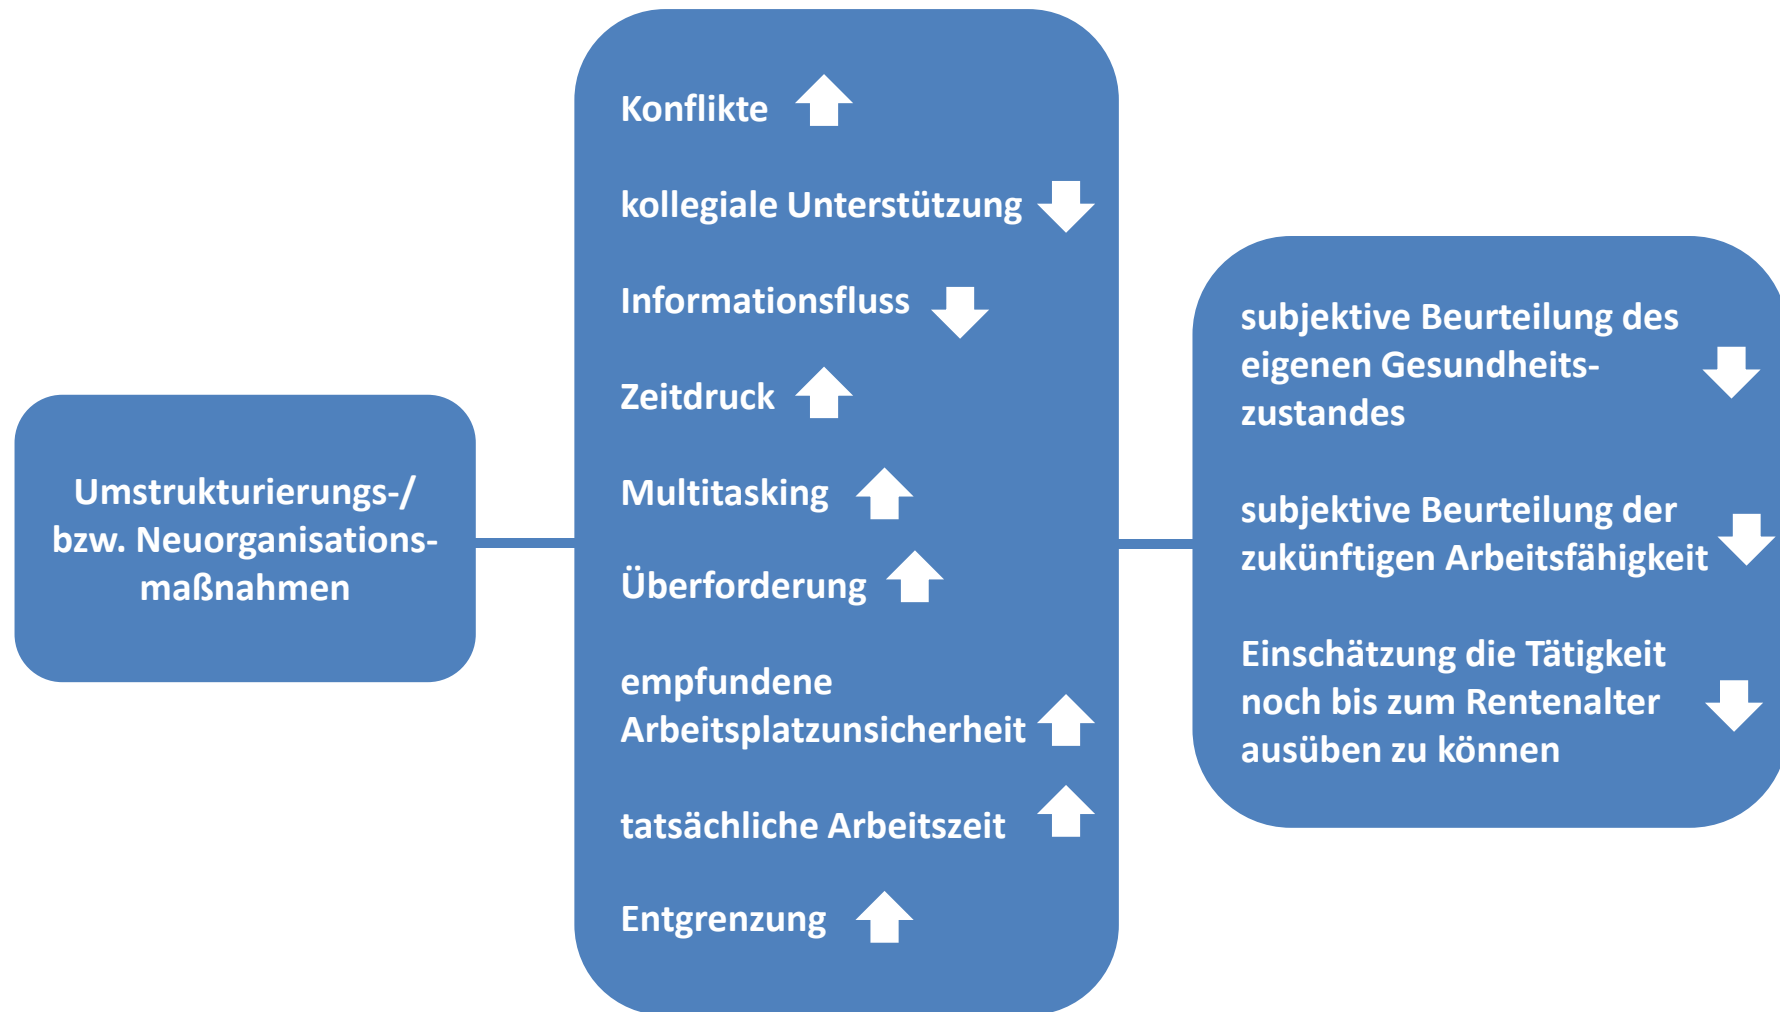 Umstrukturierungs-/
bzw. Neuorganisations-
maßnahmen
Konflikte
kollegiale Unterstützung
Informationsfluss
Zeitdruck
Multitasking
Überforderung
empfundene
Arbeitsplatzunsicherheit
tatsächliche Arbeitszeit
Entgrenzung
subjektive Beurteilung des
eigenen Gesundheits-
zustandes
subjektive Beurteilung der
zukünftigen Arbeitsfähigkeit
Einschätzung die Tätigkeit
noch bis zum Rentenalter
ausüben zu können